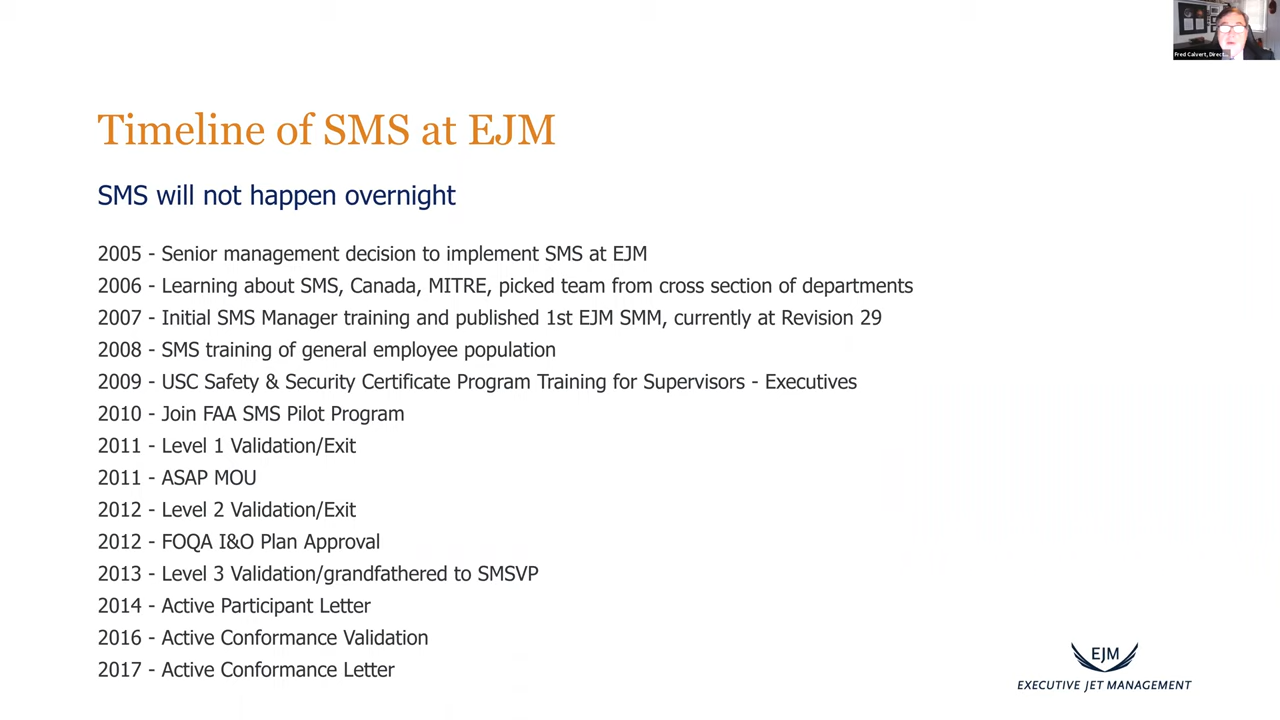 Fred Calvert, Direct...
Timeline of SMS at EJM
SMS will not happen overnight
2005 - Senior management decision to implement SMS at EJM
2006 - Learning about SMS, Canada, MITRE, picked team from cross section of departments
2007 - Initial SMS Manager training and published 1st EJM SMM, currently at Revision 29
2008 - SMS training of general employee population
2009 - USC Safety & Security Certificate Program Training for Supervisors - Executives
2010 - Join FAA SMS Pilot Program
2011 - Level 1 Validation/Exit
2011 - ASAP MOU
2012 - Level 2 Validation/Exit
2012 - FOQA I&O Plan Approval
2013 - Level 3 Validation/grandfathered to SMSVP
2014 - Active Participant Letter
2016 - Active Conformance Validation
2017 - Active Conformance Letter
EJM
EXECUTIVE JET MANAGEMENT